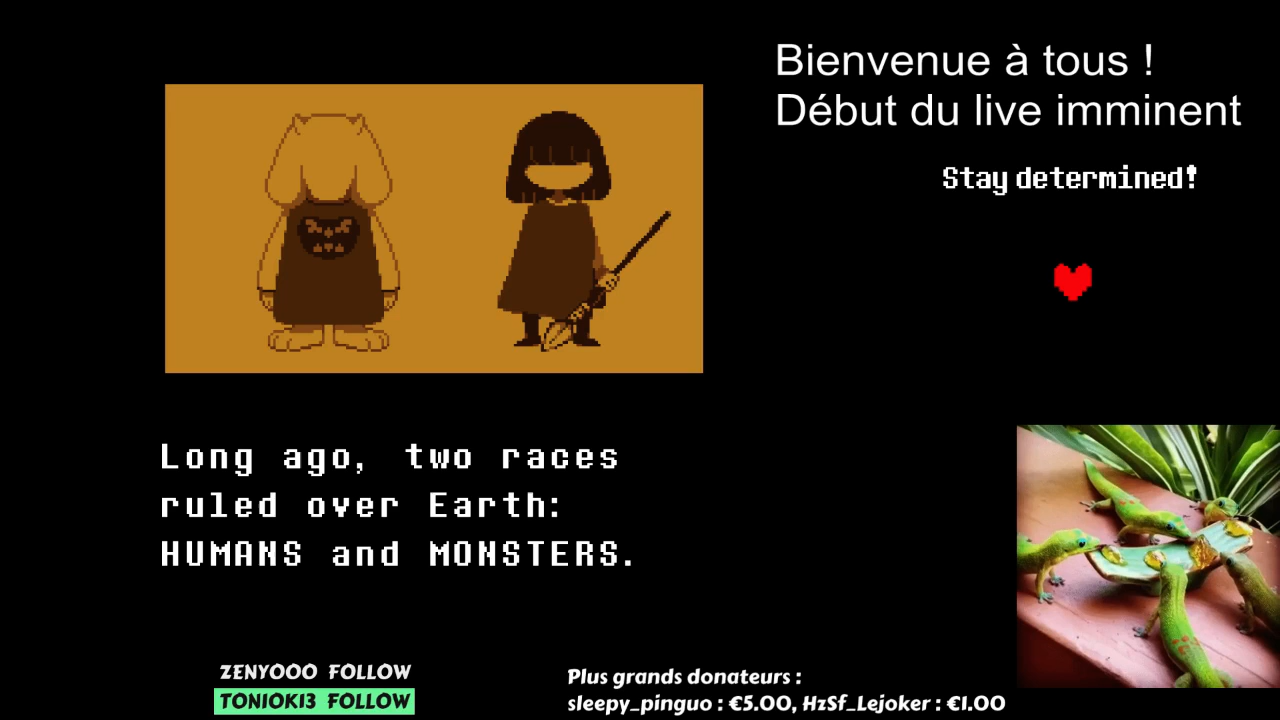 Bienvenue à tous !
Début du live imminent
Stay determined!
Long ago, two races
ruled over Earth:
HUMANS and MONSTERS.
ZENYOOO FOLLOW
TONIOKI3 FOLLOW
Plus grands donateurs :
sleepy_pinguo : €5.00, HzSf_Lejoker : €1.00